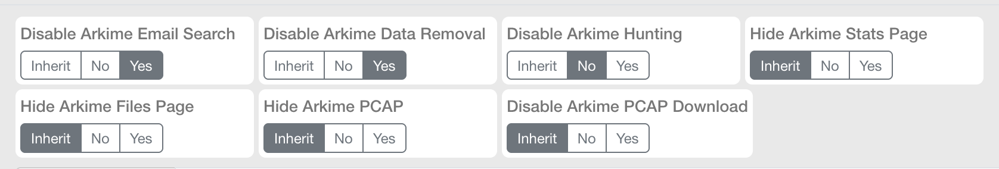 Disable Arkime Email Search
Inherit No Yes
Disable Arkime Data Removal
Inherit No Yes
Disable Arkime Hunting
Inherit No Yes
Hide Arkime Stats Page
Inherit No Yes
Hide Arkime Files Page
Inherit No Yes
Hide Arkime PCAP
Inherit No Yes
Disable Arkime PCAP Download
Inherit No Yes